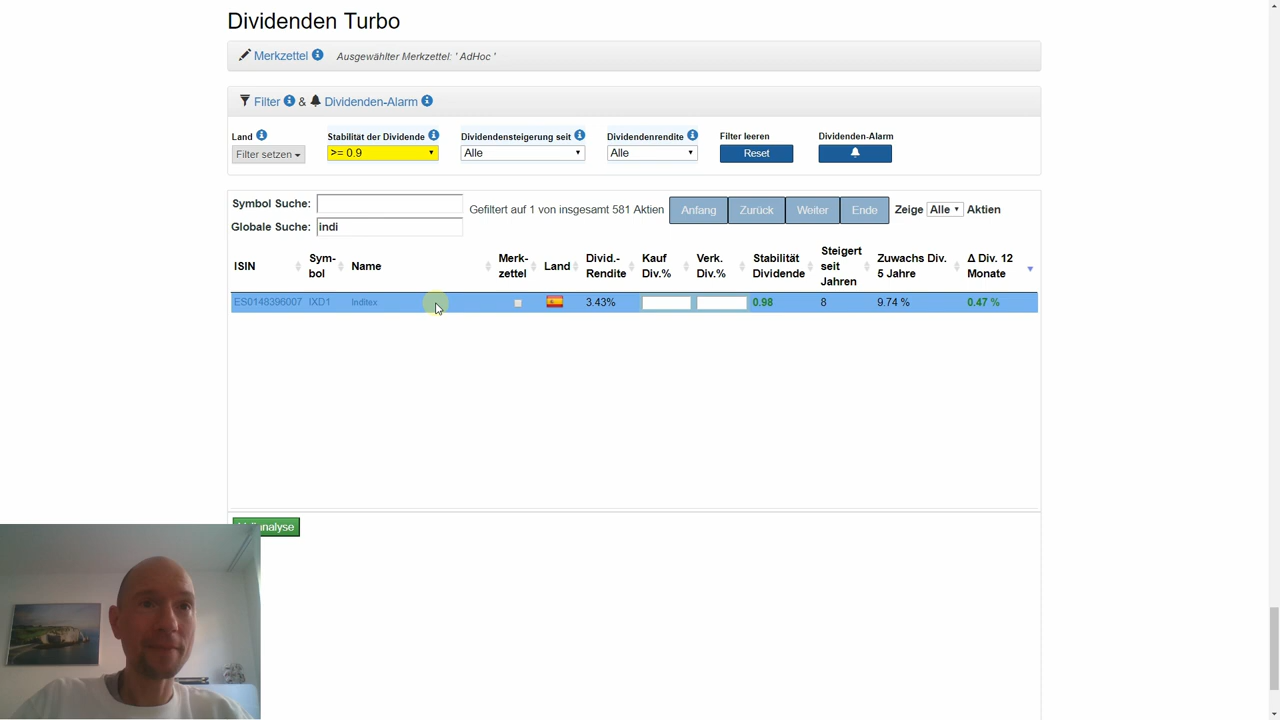 Dividenden Turbo
Merkzettel Ausgewählter Merkzettel: ' AdHoc '
Filter & Dividenden-Alarm
Land Stabilität der Dividende Dividendensteigerung seit Dividendenrendite Filter leeren Dividenden-Alarm
Filter setzen >= 0.9 Alle Alle Reset
Symbol Suche:
Gefiltert auf 1 von insgesamt 581 Aktien Anfang Zurück Weiter Ende Zeige Alle Aktien
Globale Suche: indi
ISIN Sym-bol Name Merk-zettel Land Divid.-Rendite Kauf Div.% Verk. Div.% Stabilität Dividende Steigert seit Jahren Zuwachs Div. 5 Jahre Δ Div. 12 Monate
ES0148396007 IXD1 Inditex 3.43% 0.98 8 9.74 % 0.47 %
analyse